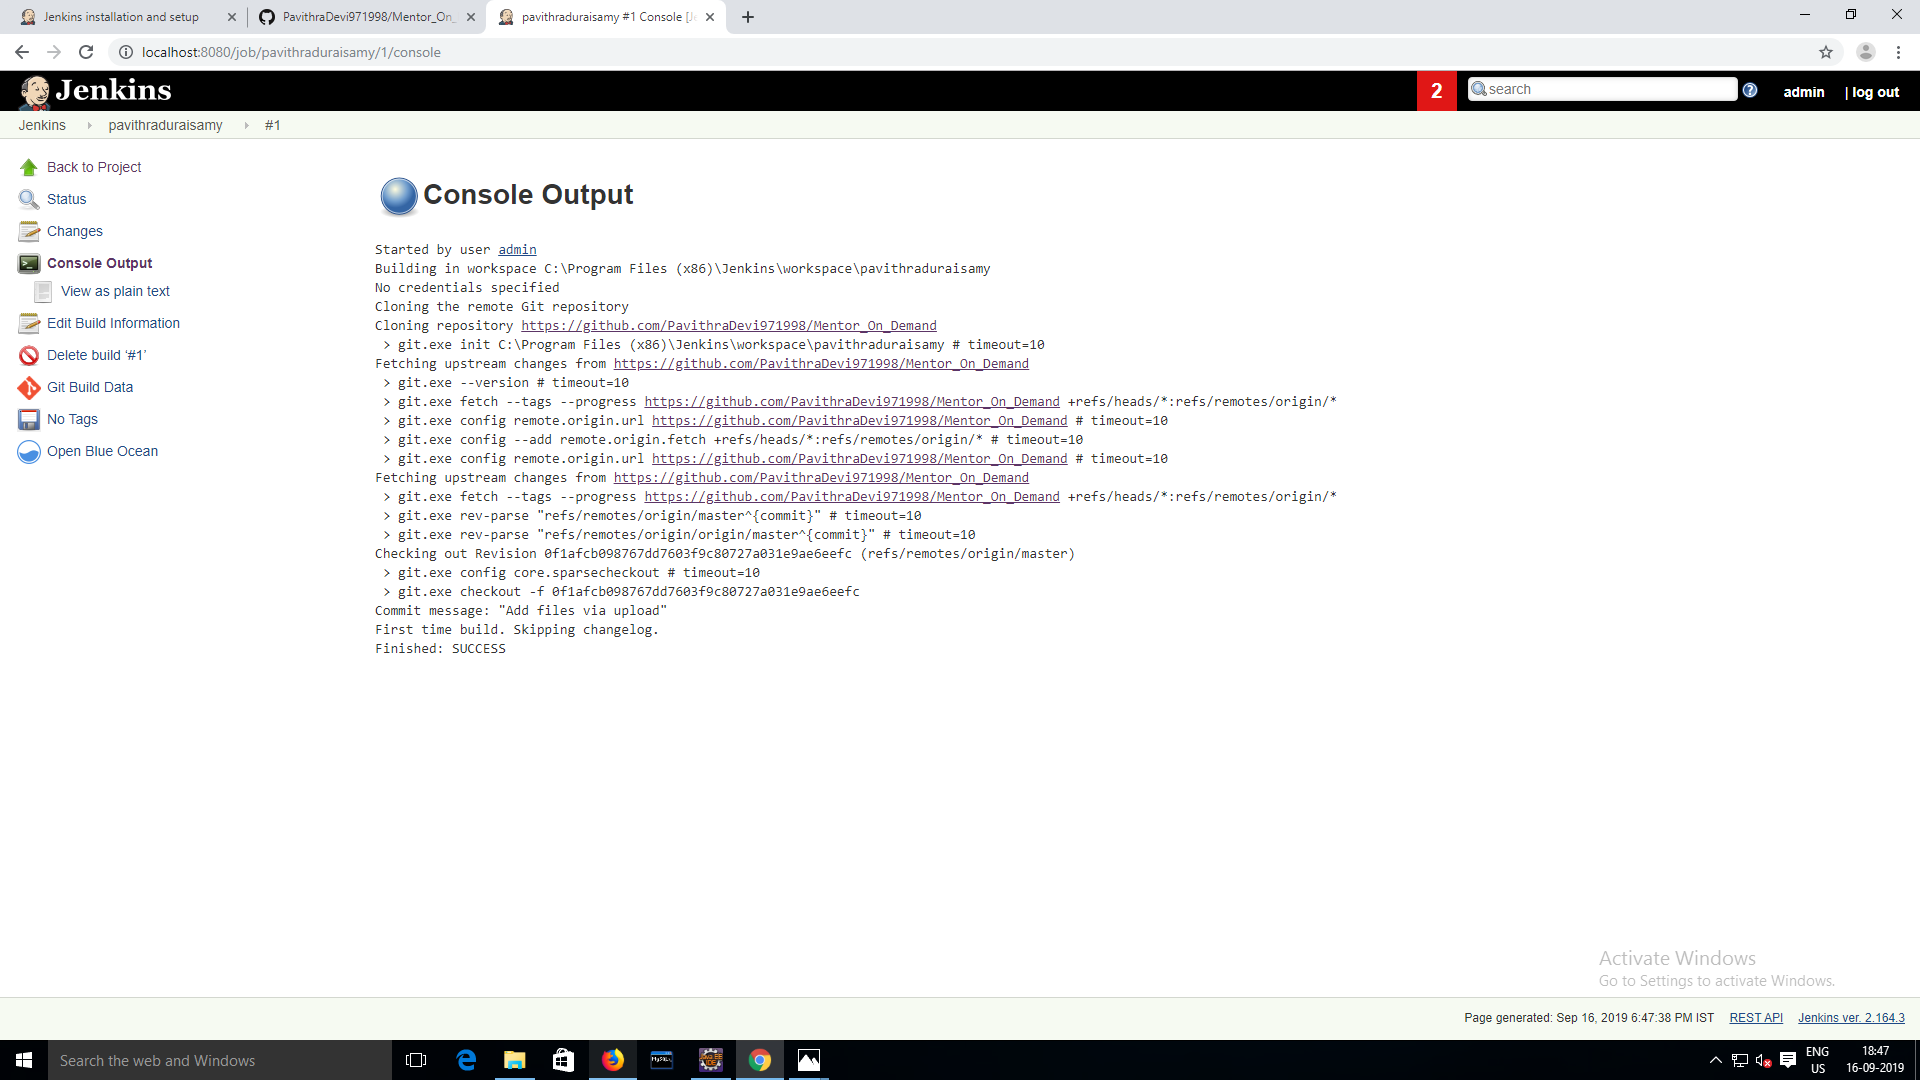 Jenkins installation and setup
PavithraDevi971998/Mentor_On_
pavithraduraisamy #1 Console [Je
localhost:8080/job/pavithraduraisamy/1/console
Jenkins
2
search
admin
| log out
Jenkins
pavithraduraisamy
#1
Back to Project
Status
Changes
Console Output
View as plain text
Edit Build Information
Delete build ‘#1’
Git Build Data
No Tags
Open Blue Ocean
Console Output
Started by user admin
Building in workspace C:\Program Files (x86)\Jenkins\workspace\pavithraduraisamy
No credentials specified
Cloning the remote Git repository
Cloning repository https://github.com/PavithraDevi971998/Mentor_On_Demand
> git.exe init C:\Program Files (x86)\Jenkins\workspace\pavithraduraisamy # timeout=10
Fetching upstream changes from https://github.com/PavithraDevi971998/Mentor_On_Demand
> git.exe --version # timeout=10
> git.exe fetch --tags --progress https://github.com/PavithraDevi971998/Mentor_On_Demand +refs/heads/*:refs/remotes/origin/*
> git.exe config remote.origin.url https://github.com/PavithraDevi971998/Mentor_On_Demand # timeout=10
> git.exe config --add remote.origin.fetch +refs/heads/*:refs/remotes/origin/* # timeout=10
> git.exe config remote.origin.url https://github.com/PavithraDevi971998/Mentor_On_Demand # timeout=10
Fetching upstream changes from https://github.com/PavithraDevi971998/Mentor_On_Demand
> git.exe fetch --tags --progress https://github.com/PavithraDevi971998/Mentor_On_Demand +refs/heads/*:refs/remotes/origin/*
> git.exe rev-parse "refs/remotes/origin/master^{commit}" # timeout=10
> git.exe rev-parse "refs/remotes/origin/origin/master^{commit}" # timeout=10
Checking out Revision 0f1afcb098767dd7603f9c80727a031e9ae6eefc (refs/remotes/origin/master)
> git.exe config core.sparsecheckout # timeout=10
> git.exe checkout -f 0f1afcb098767dd7603f9c80727a031e9ae6eefc
Commit message: "Add files via upload"
First time build. Skipping changelog.
Finished: SUCCESS
Activate Windows
Go to Settings to activate Windows.
Page generated: Sep 16, 2019 6:47:38 PM IST
REST API
Jenkins ver. 2.164.3
Search the web and Windows
ENG
US
18:47
16-09-2019